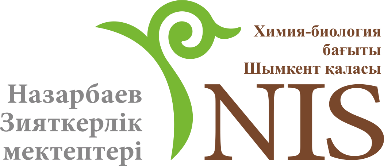 Химия-биология
бағыты
Шымкент қаласы
Назарбаев
Зияткерлік
мектептері
NIS